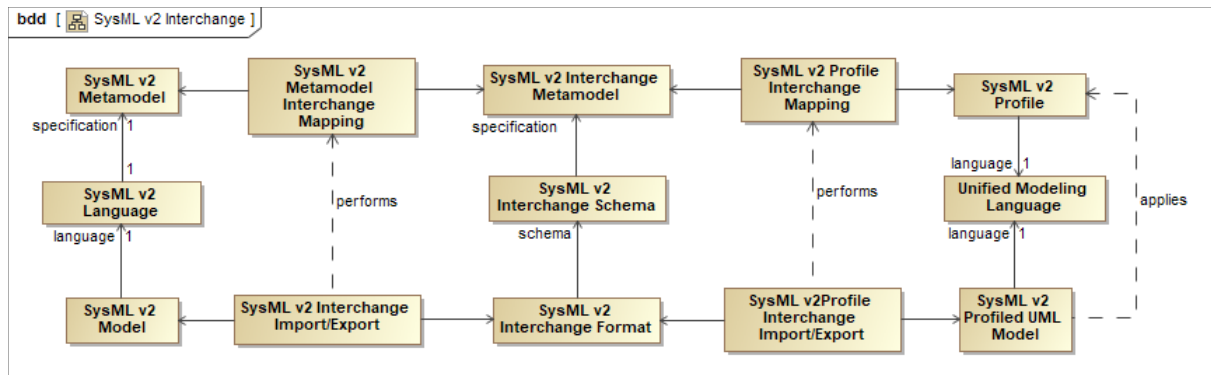 bdd [ SysML v2 Interchange ]
SysML v2
Metamodel
SysML v2
Metamodel
Interchange
Mapping
SysML v2 Interchange
Metamodel
SysML v2 Profile
Interchange
Mapping
SysML v2
Profile
specification 1
specification
1
SysML v2
Language
performs
SysML v2
Interchange Schema
performs
language 1
Unified Modeling
Language
applies
language 1
schema
language 1
SysML v2
Model
SysML v2 Interchange
Import/Export
SysML v2
Interchange Format
SysML v2Profile
Interchange
Import/Export
SysML v2
Profiled UML
Model